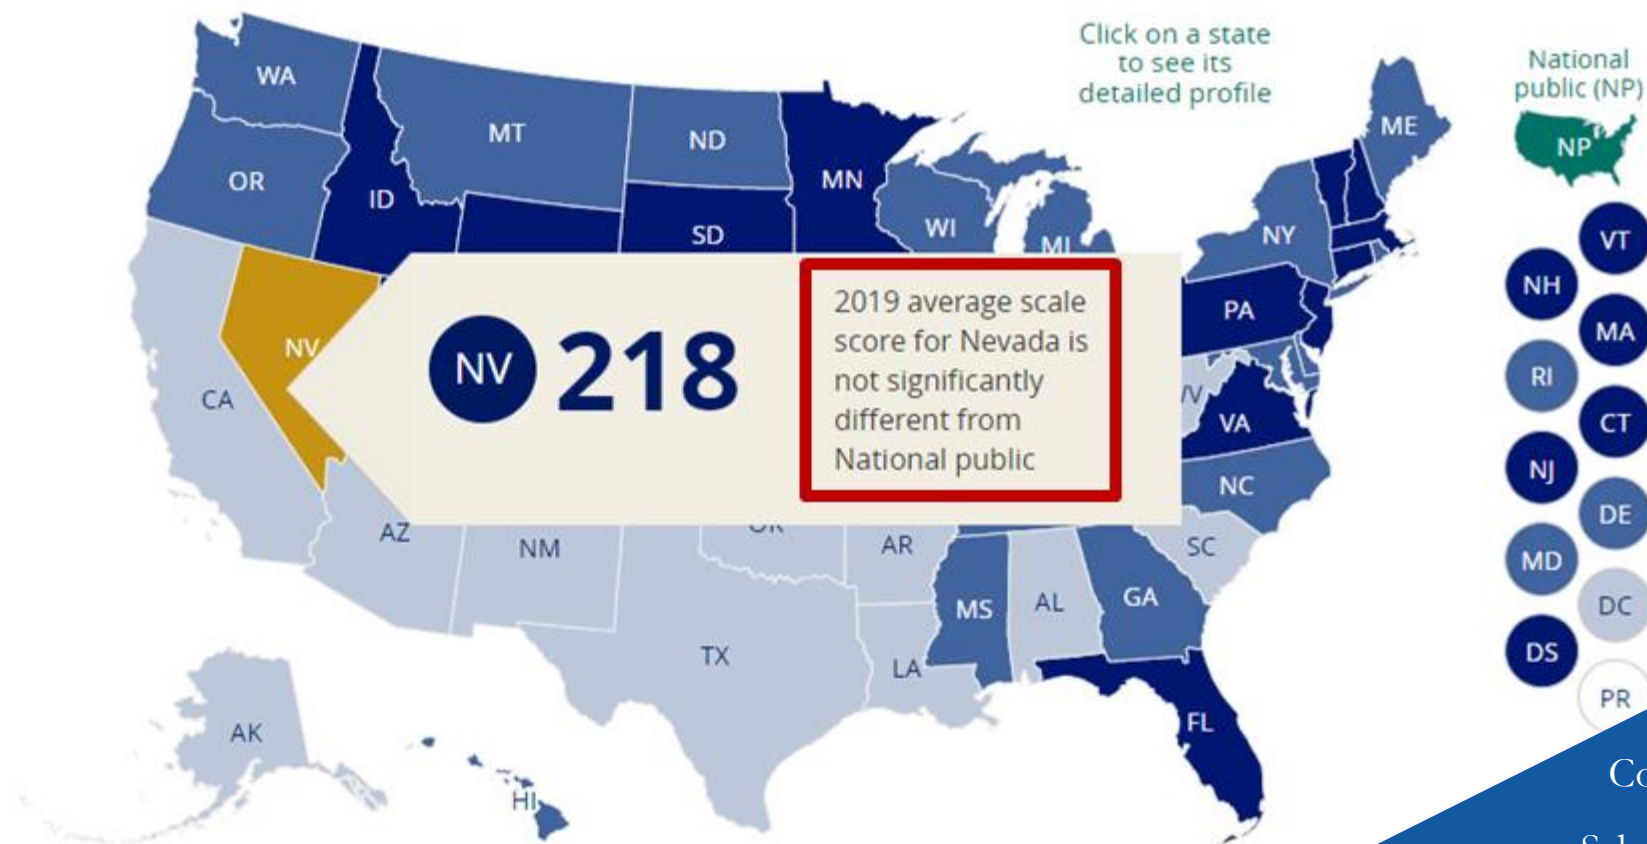 Click on a state
to see its
detailed profile
National
public (NP)
NP
WA
MT
ND
ME
OR
ID
MN
SD
WI
MI
NY
VT
NH
MA
PA
RI
NV
CA
VA
CT
NV 218
2019 average scale
score for Nevada is
not significantly
different from
National public
NJ
NC
DE
AZ
NM
OK
AR
SC
MD
MS
AL
GA
DC
TX
LA
DS
PR
AK
FL
HI